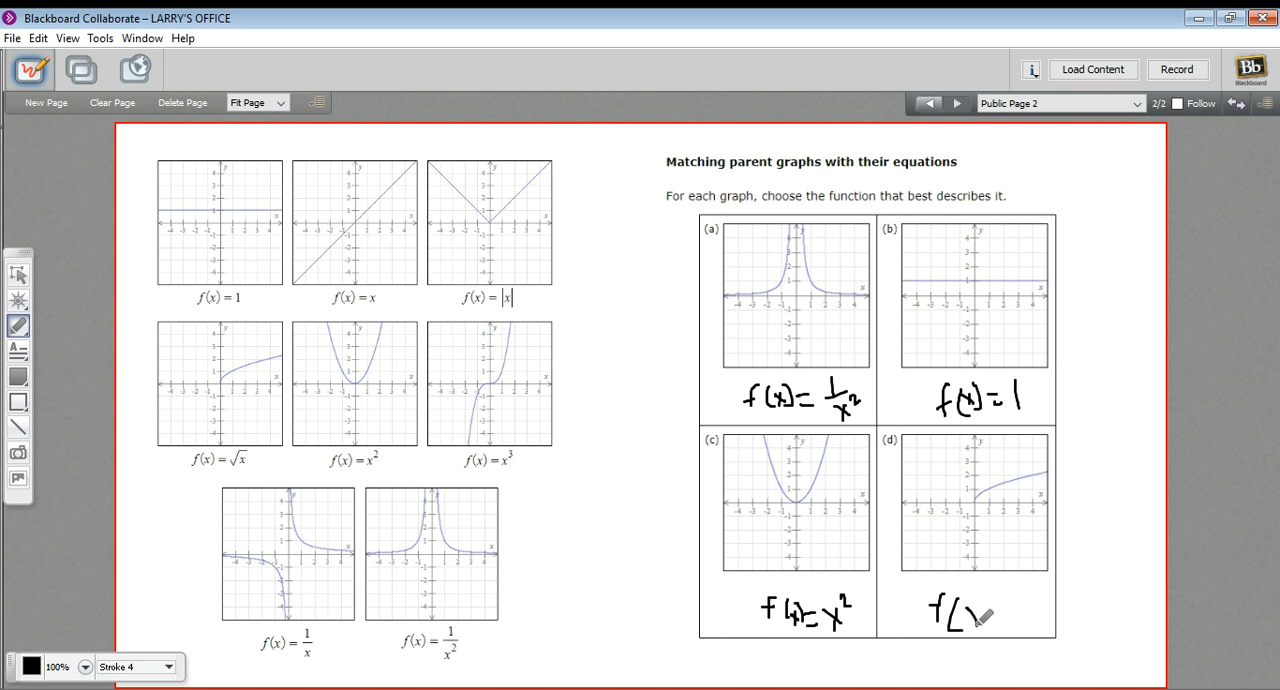 Blackboard Collaborate – LARRY'S OFFICE
File Edit View Tools Window Help
i Load Content Record Bb Blackboard
New Page Clear Page Delete Page Fit Page Public Page 2 2/2 Follow
Matching parent graphs with their equations
For each graph, choose the function that best describes it.
f(x) = 1 f(x) = x f(x) = |x|
f(x) = √x f(x) = x² f(x) = x³
f(x) = 1/x f(x) = 1/x²
(a) (b)
f(x) = 1/x² f(x) = 1
(c) (d)
f(x) = x² f(x
100% Stroke 4